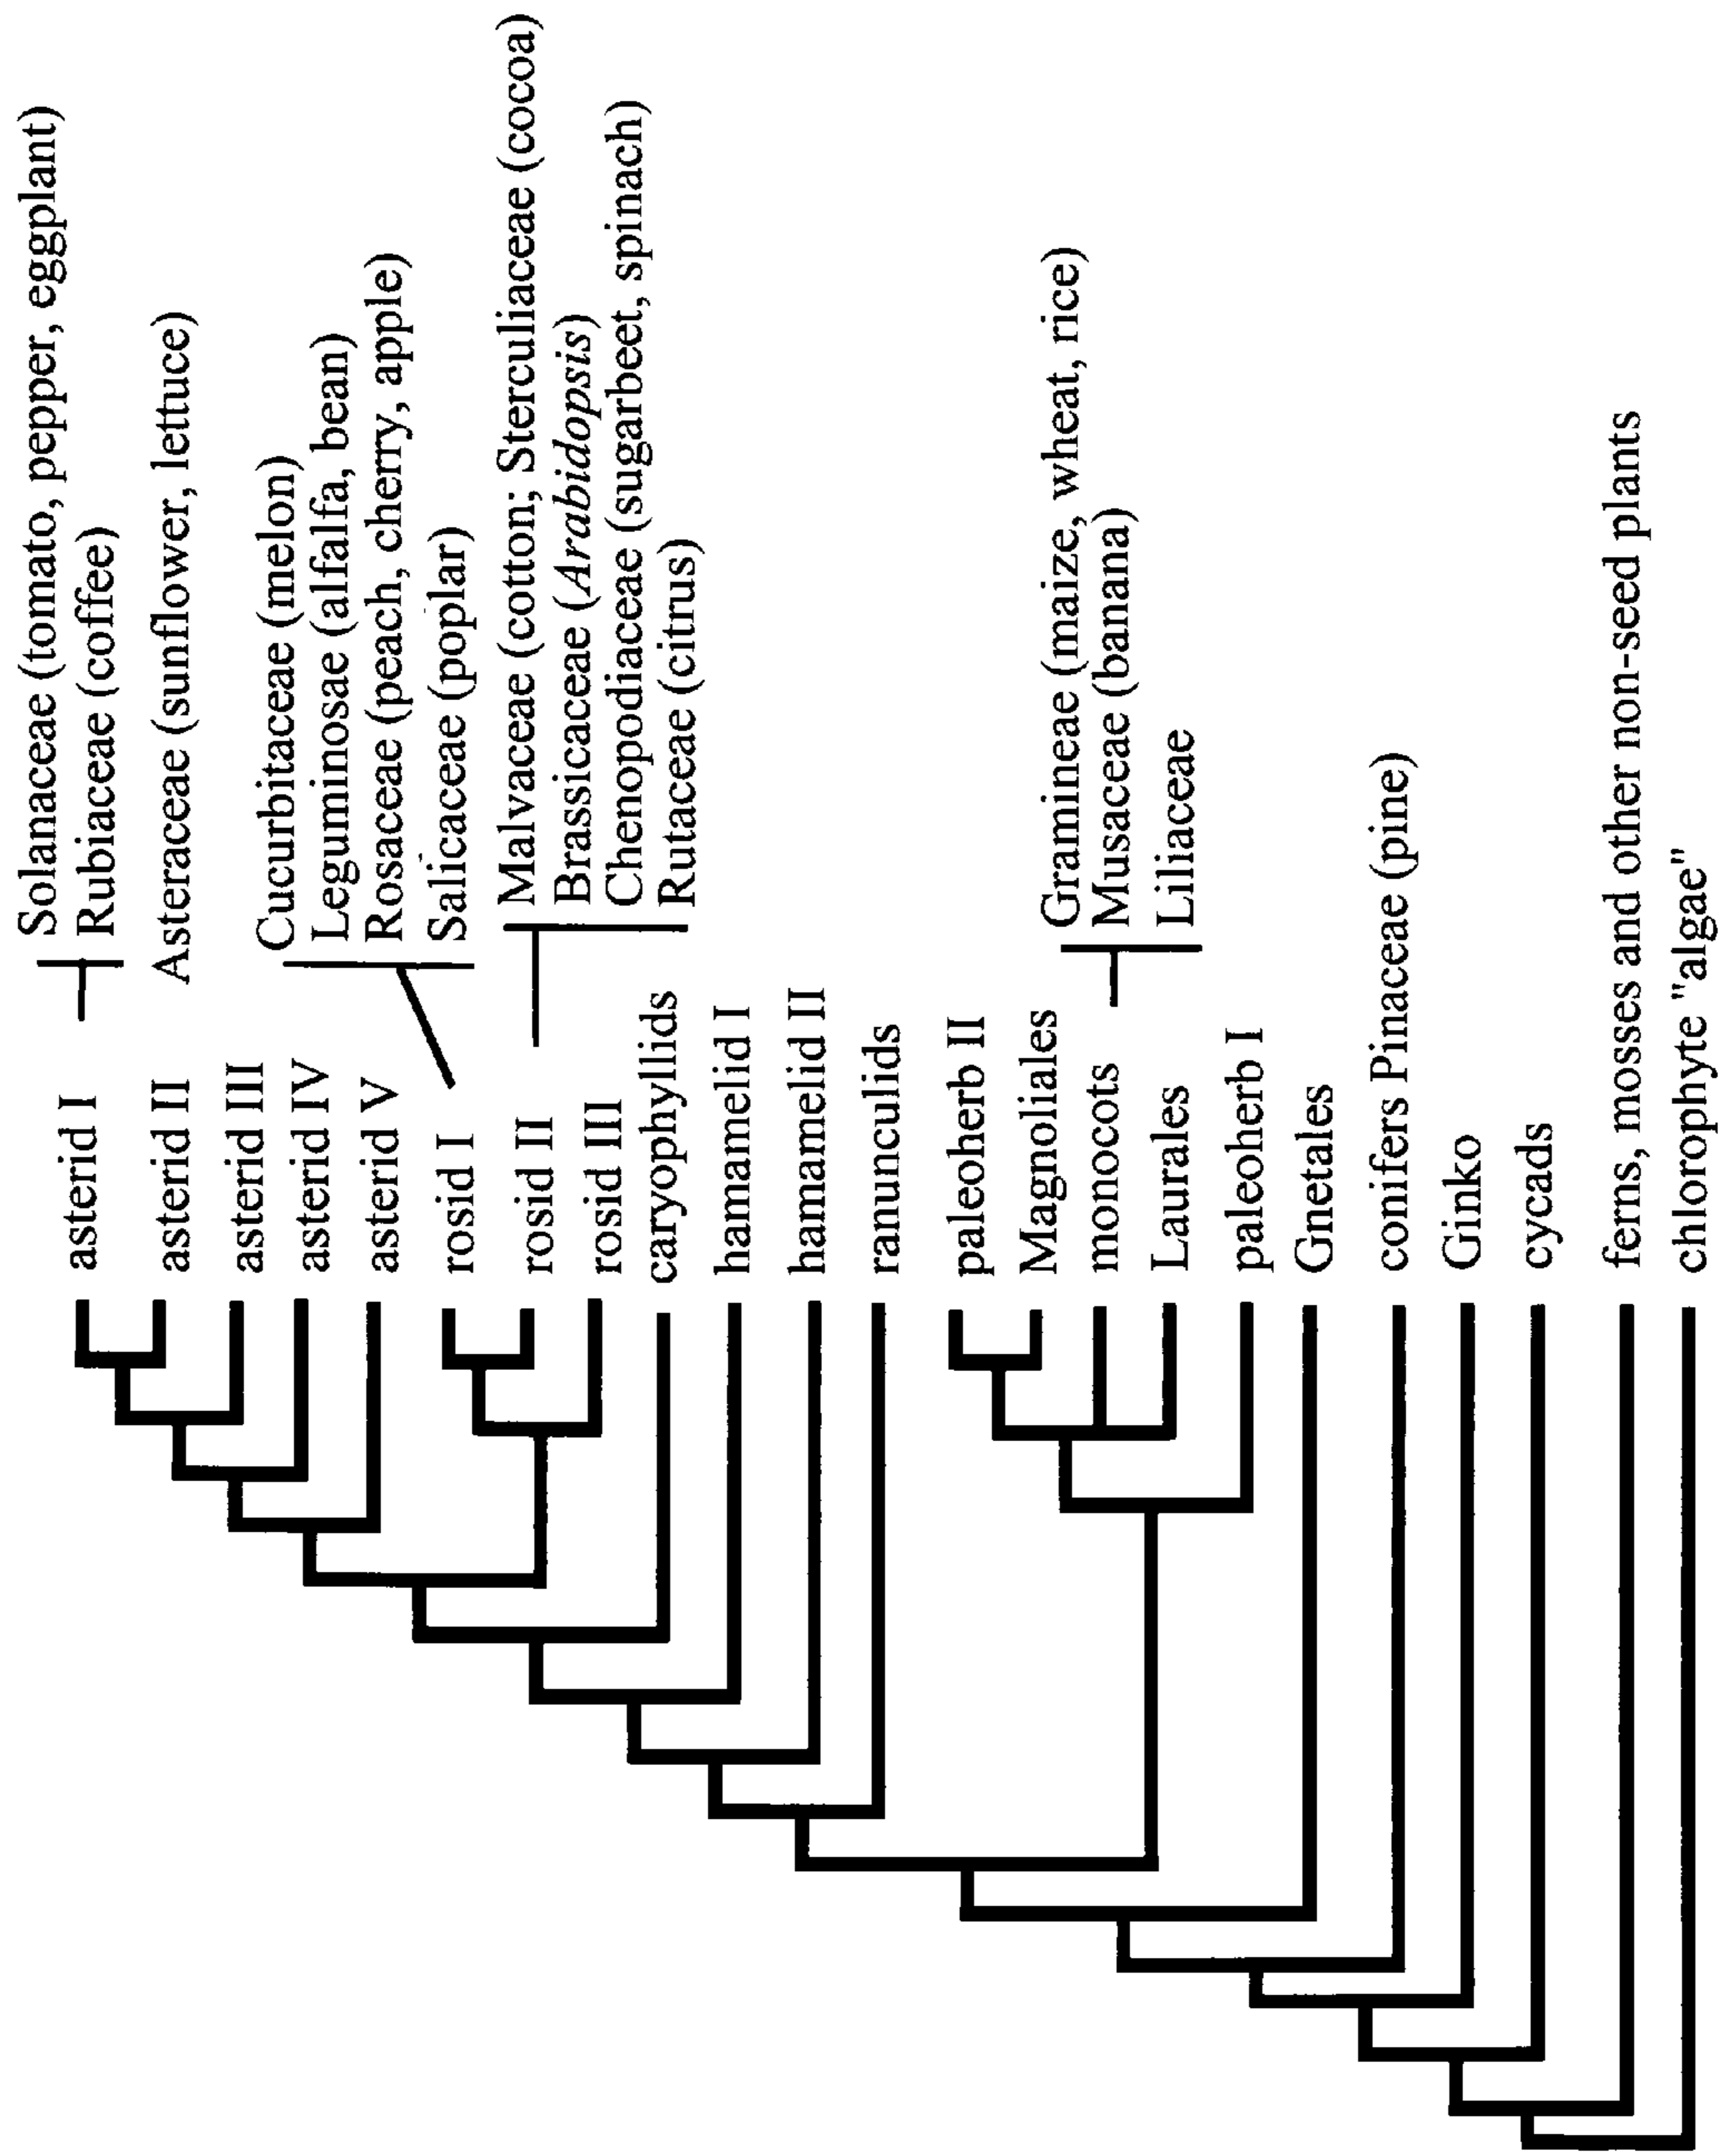 asterid I
Solanaceae (tomato, pepper, eggplant)
Rubiaceae (coffee)
asterid II
Asteraceae (sunflower, lettuce)
asterid III
asterid IV
asterid V
rosid I
Cucurbitaceae (melon)
Leguminosae (alfalfa, bean)
Rosaceae (peach, cherry, apple)
Salicaceae (poplar)
rosid II
Malvaceae (cotton; Sterculiaceae (cocoa)
Brassicaceae (Arabidopsis)
Chenopodiaceae (sugarbeet, spinach)
Rutaceae (citrus)
rosid III
caryophyllids
hamamelid I
hamamelid II
ranunculids
paleoherb II
Magnoliales
monocots
Gramineae (maize, wheat, rice)
Musaceae (banana)
Liliaceae
Laurales
paleoherb I
Gnetales
conifers Pinaceae (pine)
Ginko
cycads
ferns, mosses and other non-seed plants
chlorophyte "algae"